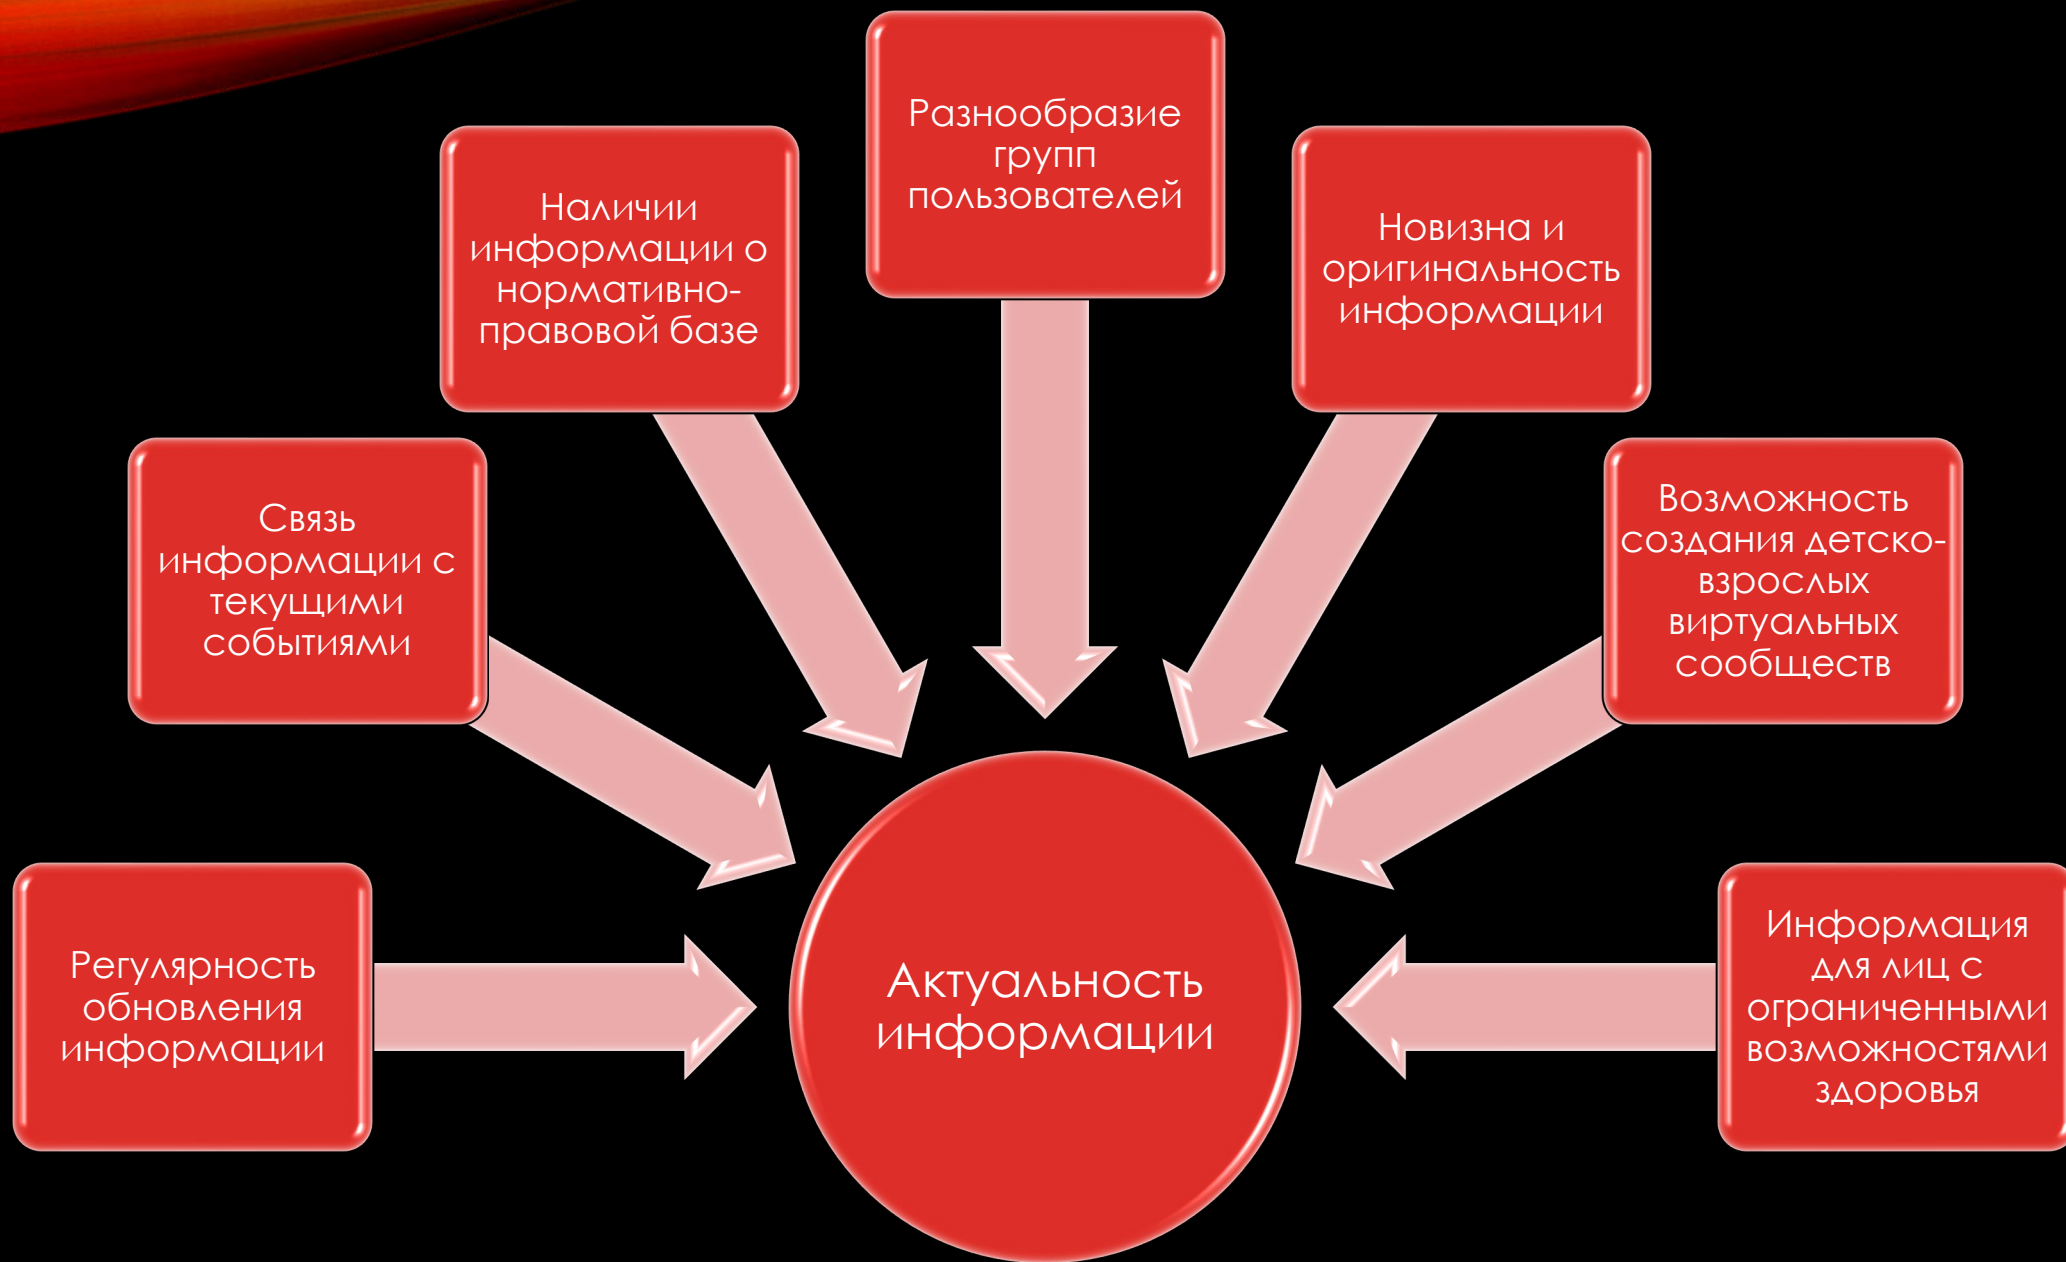 Разнообразие
групп
пользователей
Наличии
информации о
нормативно-
правовой базе
Новизна и
оригинальность
информации
Связь
информации с
текущими
событиями
Возможность
создания детско-
взрослых
виртуальных
сообществ
Регулярность
обновления
информации
Актуальность
информации
Информация
для лиц с
ограниченными
возможностями
здоровья